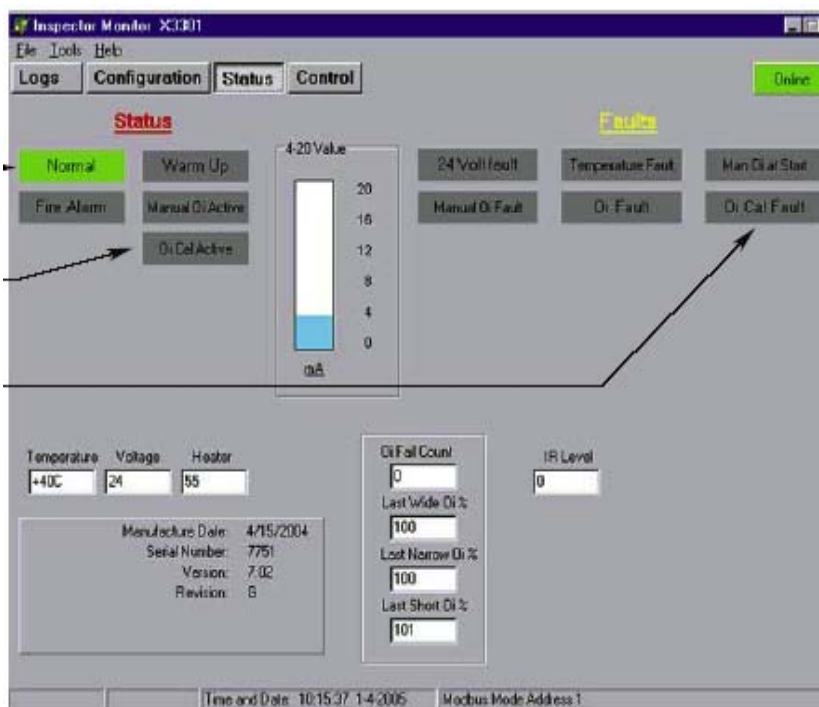 Inspector Monitor X3301
File Tools Help
Logs Configuration Status Control Online
Status Faults
Normal Warm Up
Fire Alarm Manual Oi Active
Oi Cal Active
4-20 Value
20
16
12
8
4
0
mA
24 Volt fault Temperature Fault Man Oi at Start
Manual Oi Fault Oi Fault Oi Cal Fault
Temperature Voltage Heater
+40C 24 55
Oi Fail Count
0
Last Wide Oi %
100
Last Narrow Oi %
100
Last Short Oi %
101
IR Level
0
Manufacture Date: 4/15/2004
Serial Number: 7751
Version: 7.02
Revision: G
Time and Date: 10:15:37 1-4-2005 Modbus Mode Address 1